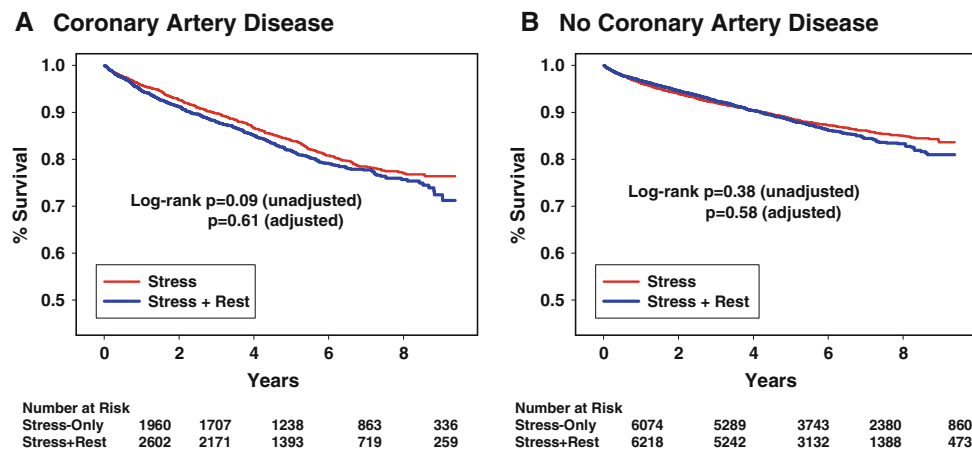 A Coronary Artery Disease
1.0
0.9
0.8
0.7
0.6
0.5
% Survival
Log-rank p=0.09 (unadjusted)
p=0.61 (adjusted)
Stress
Stress + Rest
0 2 4 6 8
Years
Number at Risk
Stress-Only 1960 1707 1238 863 336
Stress+Rest 2602 2171 1393 719 259
B No Coronary Artery Disease
1.0
0.9
0.8
0.7
0.6
0.5
% Survival
Log-rank p=0.38 (unadjusted)
p=0.58 (adjusted)
Stress
Stress + Rest
0 2 4 6 8
Years
Number at Risk
Stress-Only 6074 5289 3743 2380 860
Stress+Rest 6218 5242 3132 1388 473